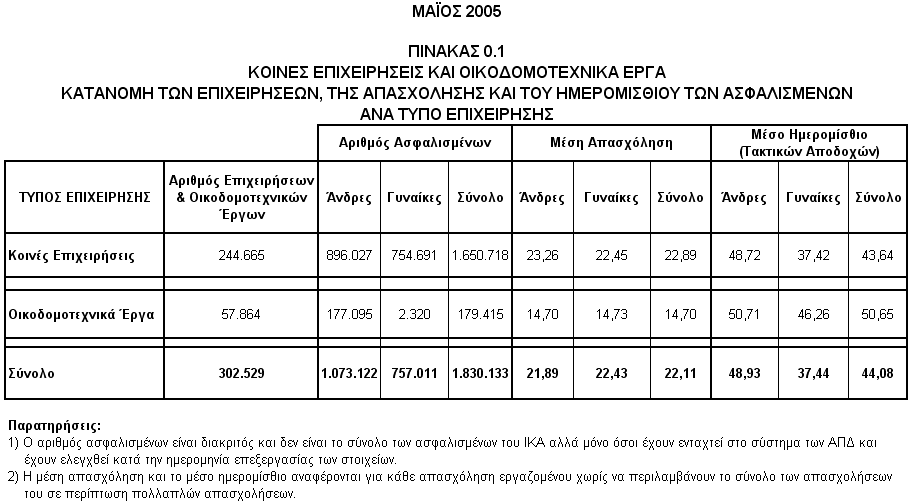 ΜΑΪΟΣ 2005
ΠΙΝΑΚΑΣ 0.1
ΚΟΙΝΕΣ ΕΠΙΧΕΙΡΗΣΕΙΣ ΚΑΙ ΟΙΚΟΔΟΜΟΤΕΧΝΙΚΑ ΕΡΓΑ
ΚΑΤΑΝΟΜΗ ΤΩΝ ΕΠΙΧΕΙΡΗΣΕΩΝ, ΤΗΣ ΑΠΑΣΧΟΛΗΣΗΣ ΚΑΙ ΤΟΥ ΗΜΕΡΟΜΙΣΘΙΟΥ ΤΩΝ ΑΣΦΑΛΙΣΜΕΝΩΝ
ΑΝΑ ΤΥΠΟ ΕΠΙΧΕΙΡΗΣΗΣ
Αριθμός Ασφαλισμένων Μέση Απασχόληση Μέσο Ημερομίσθιο
(Τακτικών Αποδοχών)
ΤΥΠΟΣ ΕΠΙΧΕΙΡΗΣΗΣ Αριθμός Επιχειρήσεων
& Οικοδομοτεχνικών
Έργων Άνδρες Γυναίκες Σύνολο Άνδρες Γυναίκες Σύνολο Άνδρες Γυναίκες Σύνολο
Κοινές Επιχειρήσεις 244.665 896.027 754.691 1.650.718 23,26 22,45 22,89 48,72 37,42 43,64
Οικοδομοτεχνικά Έργα 57.864 177.095 2.320 179.415 14,70 14,73 14,70 50,71 46,26 50,65
Σύνολο 302.529 1.073.122 757.011 1.830.133 21,89 22,43 22,11 48,93 37,44 44,08
Παρατηρήσεις:
1) Ο αριθμός ασφαλισμένων είναι διακριτός και δεν είναι το σύνολο των ασφαλισμένων του ΙΚΑ αλλά μόνο όσοι έχουν ενταχτεί στο σύστημα των ΑΠΔ και
έχουν ελεγχθεί κατά την ημερομηνία επεξεργασίας των στοιχείων.
2) Η μέση απασχόληση και το μέσο ημερομίσθιο αναφέρονται για κάθε απασχόληση εργαζομένου χωρίς να περιλαμβάνουν το σύνολο των απασχολήσεων
του σε περίπτωση πολλαπλών απασχολήσεων.